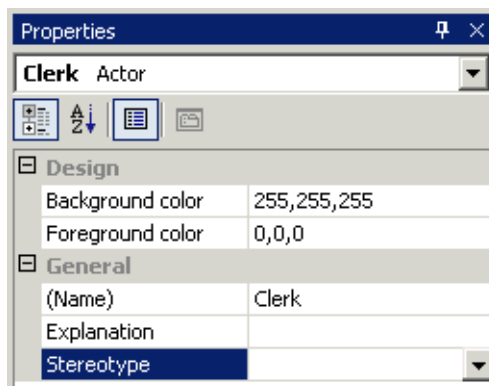 Properties
Clerk Actor
A Z
Design
Background color 255,255,255
Foreground color 0,0,0
General
(Name) Clerk
Explanation
Stereotype